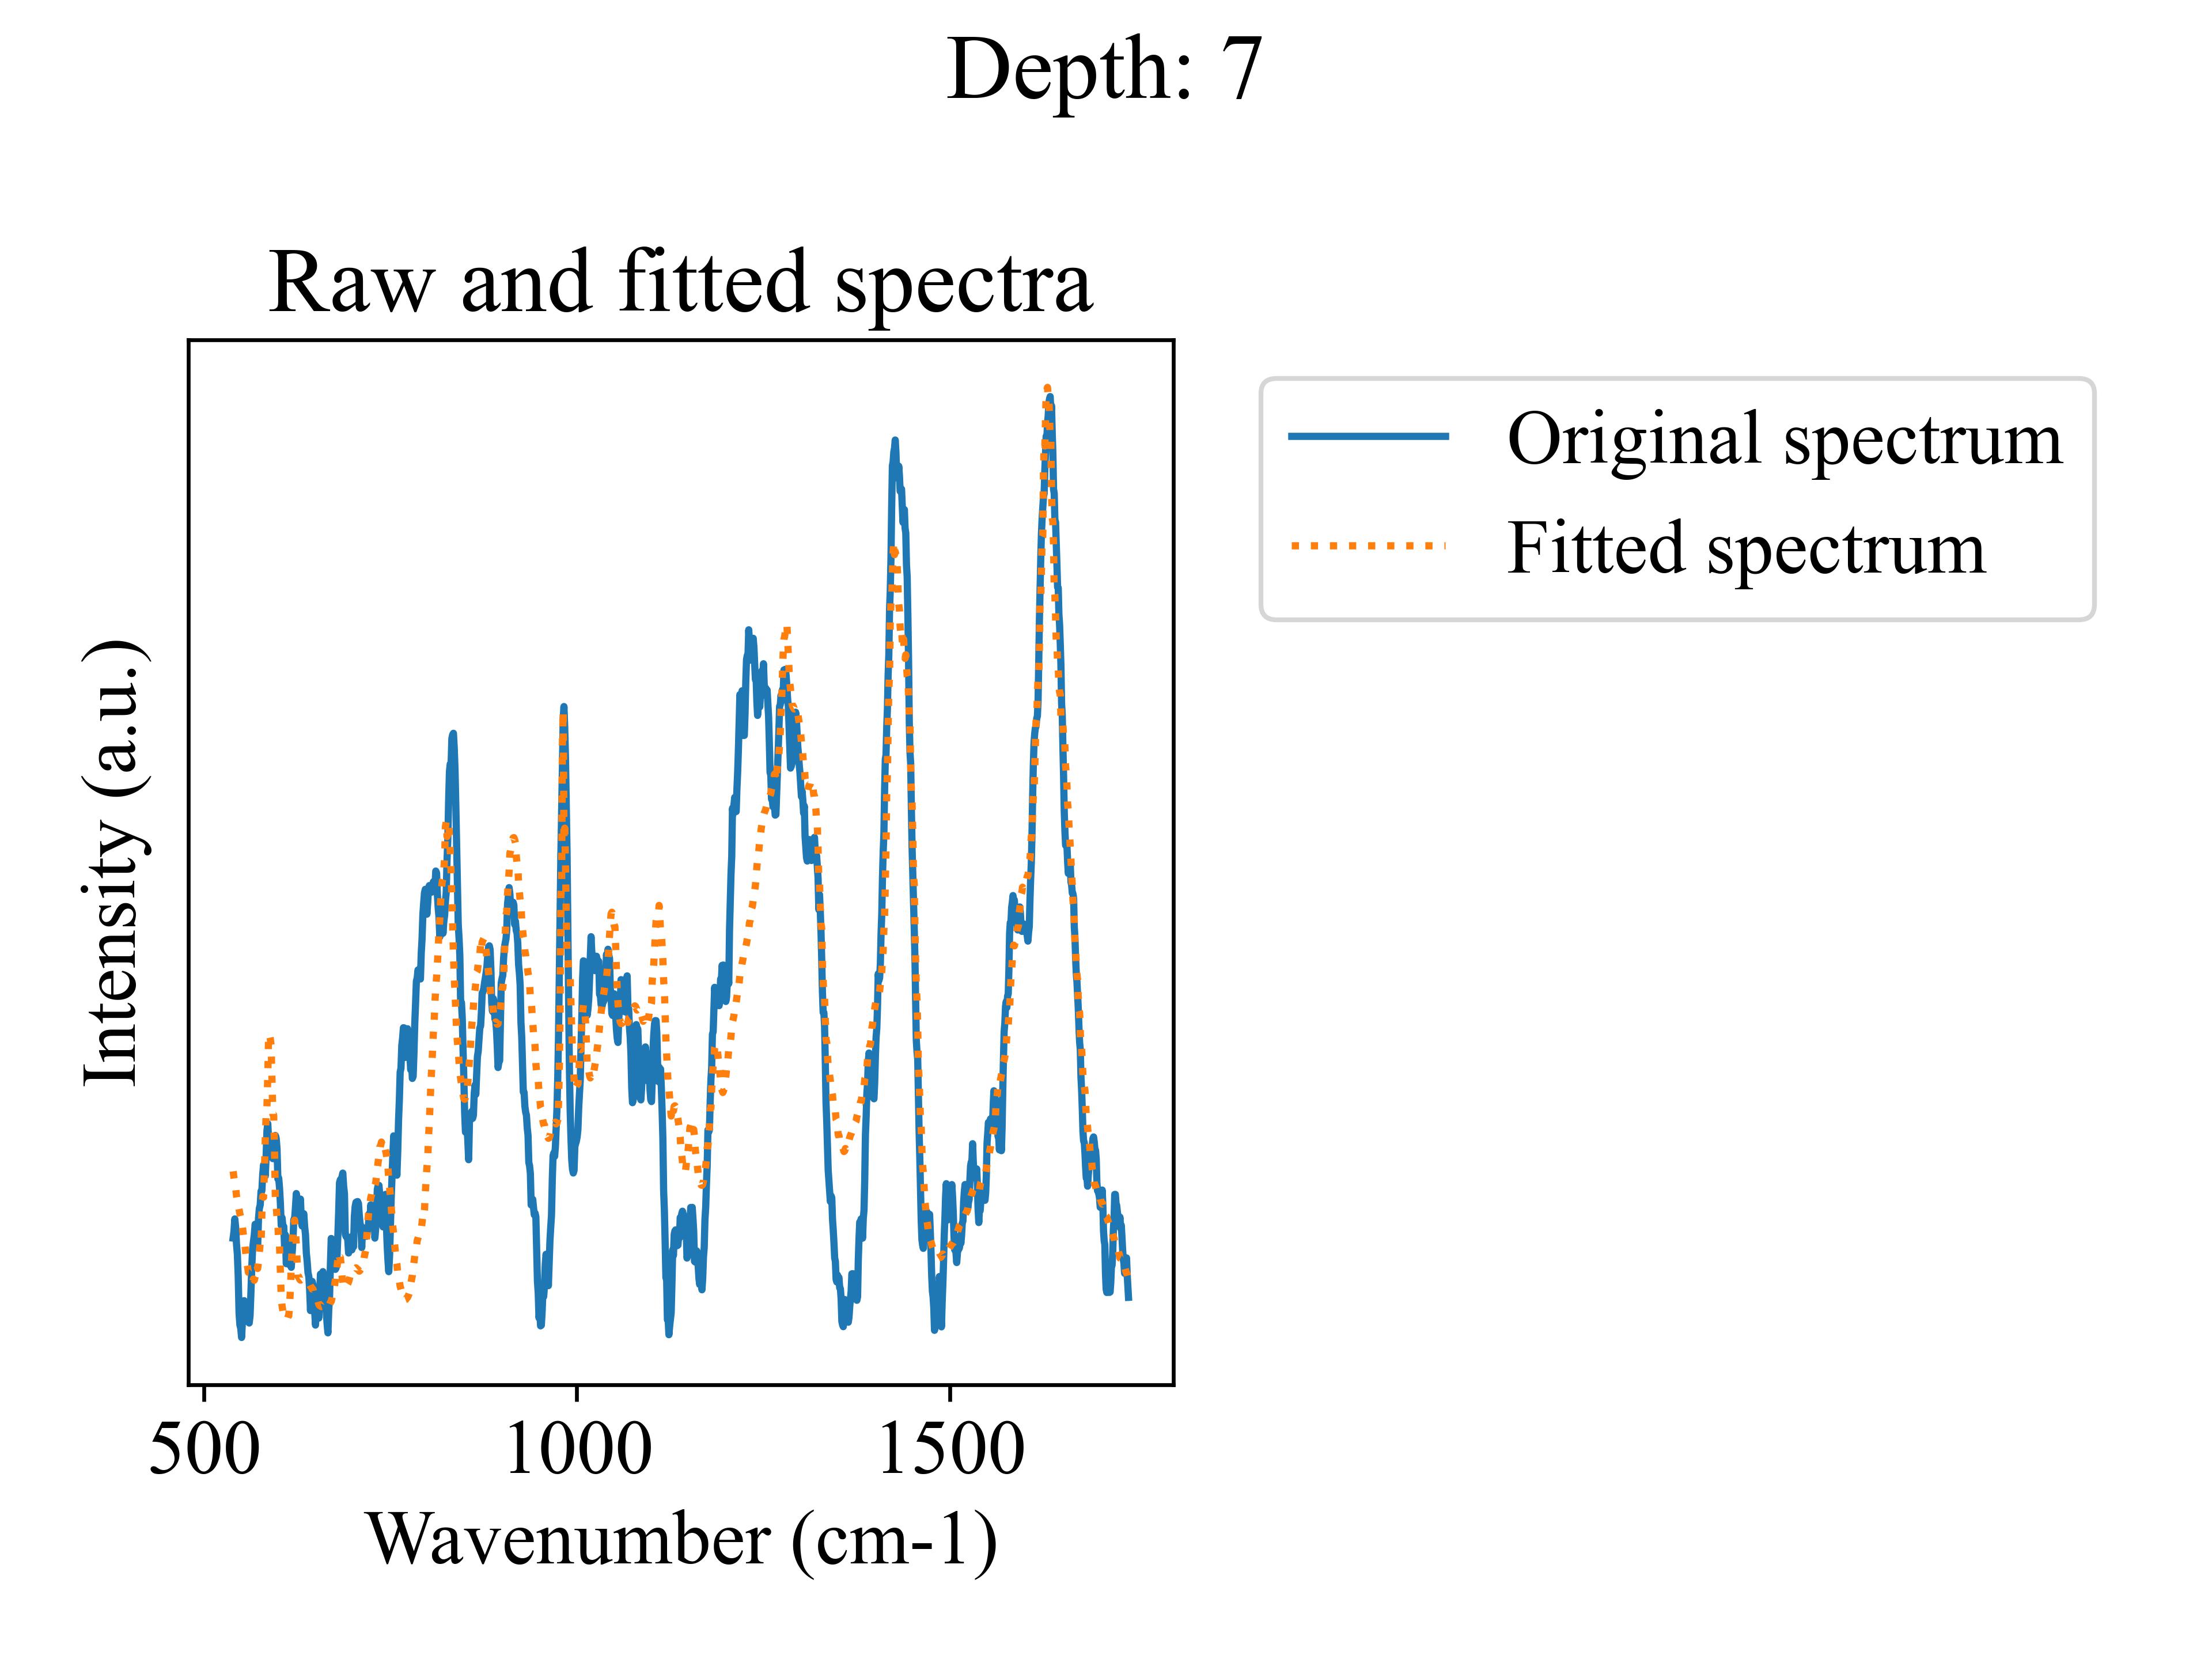 Depth: 7
Raw and fitted spectra
Original spectrum
Fitted spectrum
Intensity (a.u.)
500 1000 1500
Wavenumber (cm-1)